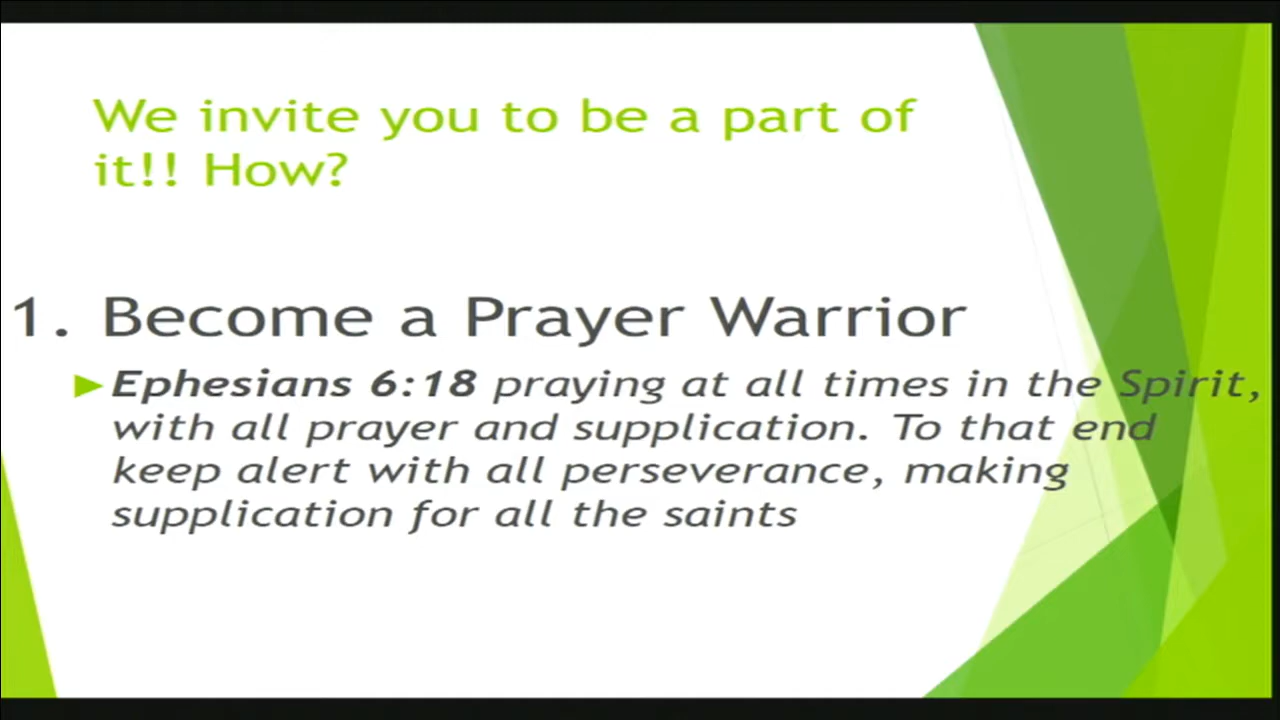 We invite you to be a part of
it!! How?
1. Become a Prayer Warrior
Ephesians 6:18 praying at all times in the Spirit,
with all prayer and supplication. To that end
keep alert with all perseverance, making
supplication for all the saints